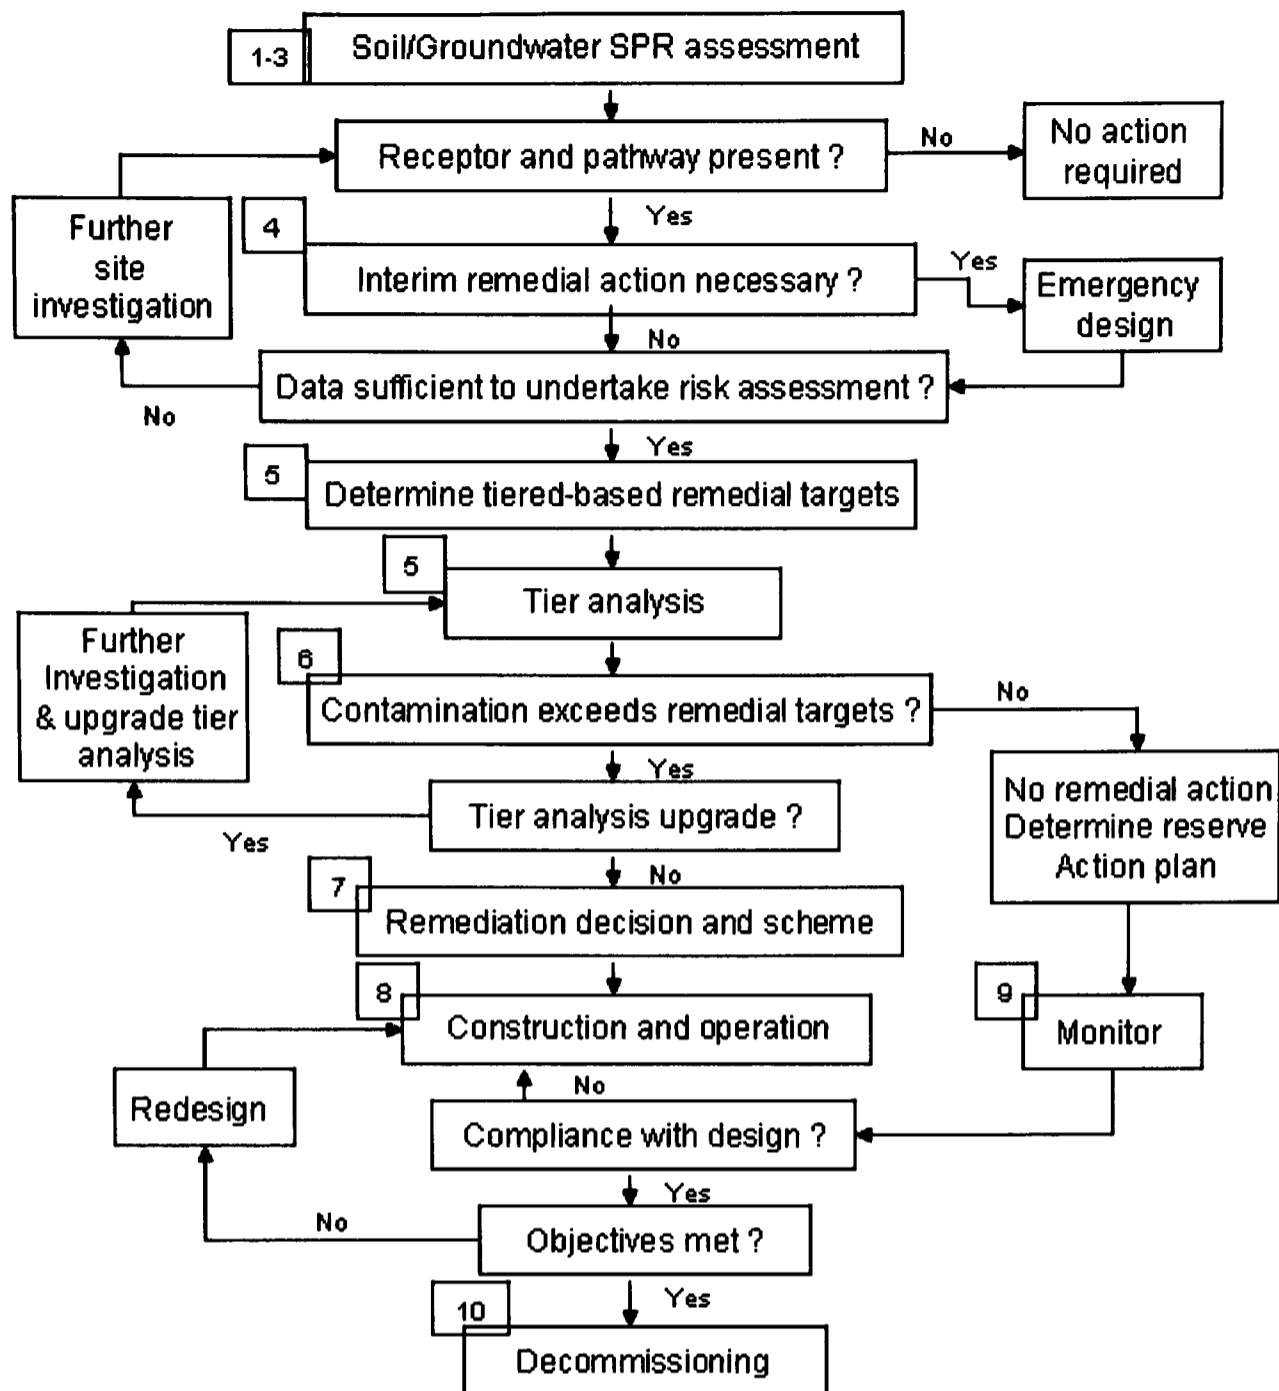 1-3
Soil/Groundwater SPR assessment
Receptor and pathway present ?
No
No action
required
Yes
Further
site
investigation
4
Interim remedial action necessary ?
Yes
Emergency
design
No
Data sufficient to undertake risk assessment ?
No
Yes
5
Determine tiered-based remedial targets
5
Tier analysis
Further
Investigation
& upgrade tier
analysis
6
Contamination exceeds remedial targets ?
No
Yes
No remedial action
Determine reserve
Action plan
Tier analysis upgrade ?
Yes
No
7
Remediation decision and scheme
8
Construction and operation
9
Monitor
No
Redesign
Compliance with design ?
Yes
No
Objectives met ?
Yes
10
Decommissioning